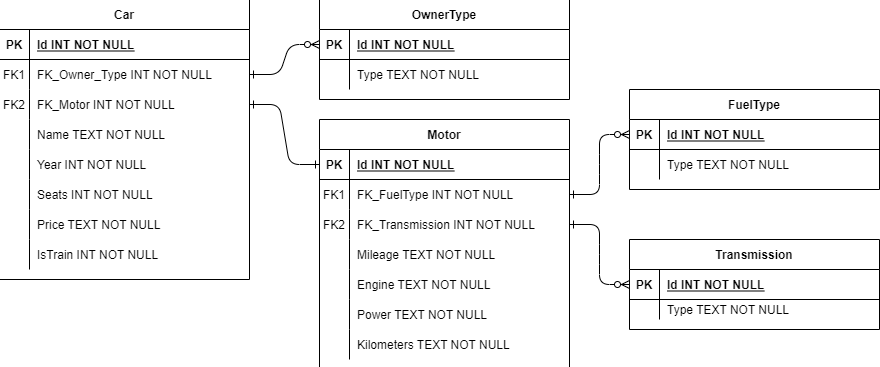 Car
PK Id INT NOT NULL
FK1 FK_Owner_Type INT NOT NULL
FK2 FK_Motor INT NOT NULL
Name TEXT NOT NULL
Year INT NOT NULL
Seats INT NOT NULL
Price TEXT NOT NULL
IsTrain INT NOT NULL
OwnerType
PK Id INT NOT NULL
Type TEXT NOT NULL
Motor
PK Id INT NOT NULL
FK1 FK_FuelType INT NOT NULL
FK2 FK_Transmission INT NOT NULL
Mileage TEXT NOT NULL
Engine TEXT NOT NULL
Power TEXT NOT NULL
Kilometers TEXT NOT NULL
FuelType
PK Id INT NOT NULL
Type TEXT NOT NULL
Transmission
PK Id INT NOT NULL
Type TEXT NOT NULL